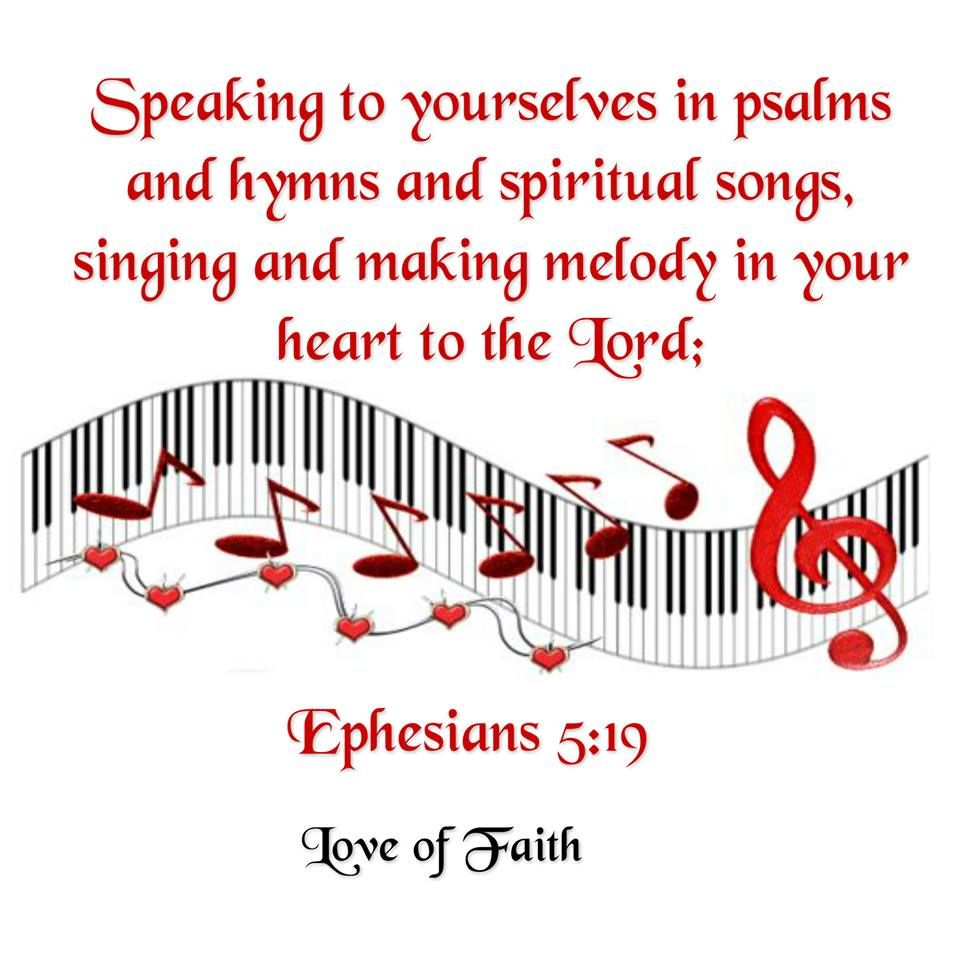 Speaking to yourselves in psalms
and hymns and spiritual songs,
singing and making melody in your
heart to the Lord;
Ephesians 5:19
Love of Faith